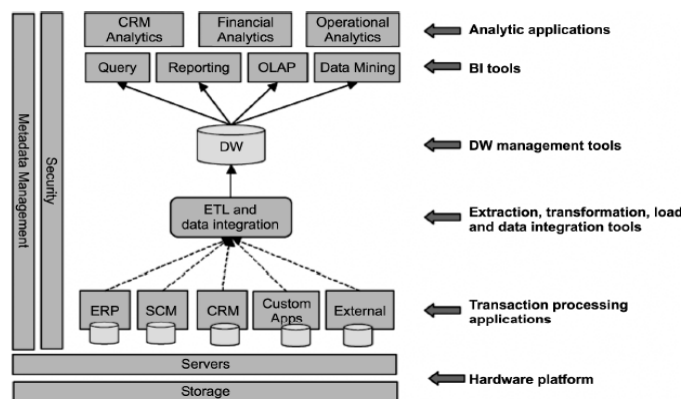 CRM
Analytics
Financial
Analytics
Operational
Analytics
Analytic applications
Query
Reporting
OLAP
Data Mining
BI tools
Metadata Management
Security
DW
DW management tools
ETL and
data integration
Extraction, transformation, load
and data integration tools
ERP
SCM
CRM
Custom
Apps
External
Transaction processing
applications
Servers
Storage
Hardware platform